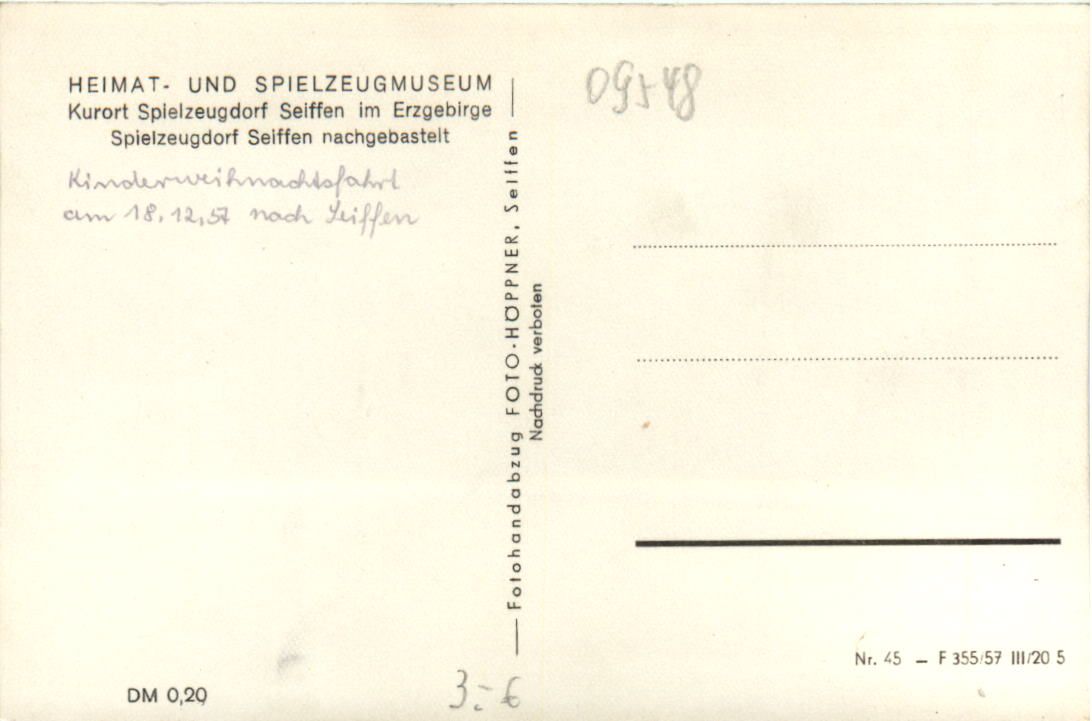 HEIMAT- UND SPIELZEUGMUSEUM
Kurort Spielzeugdorf Seiffen im Erzgebirge
Spielzeugdorf Seiffen nachgebastelt
Kinderweihnachtsfahrt
am 18.12.57 nach Seiffen
DM 0,20
Fotohandabzug FOTO-HÖPPNER, Seiffen
Nachdruck verboten
3.- €
09548
Nr. 45 — F 355/57 III/20 5